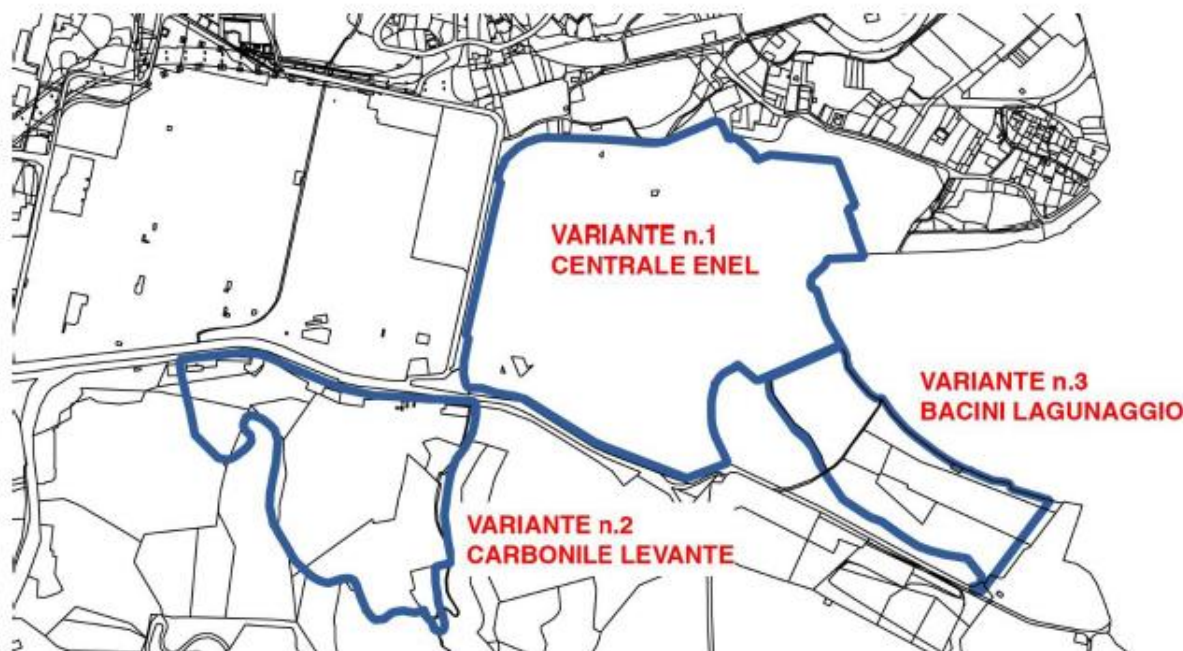 VARIANTE n.1
CENTRALE ENEL
VARIANTE n.3
BACINI LAGUNAGGIO
VARIANTE n.2
CARBONILE LEVANTE